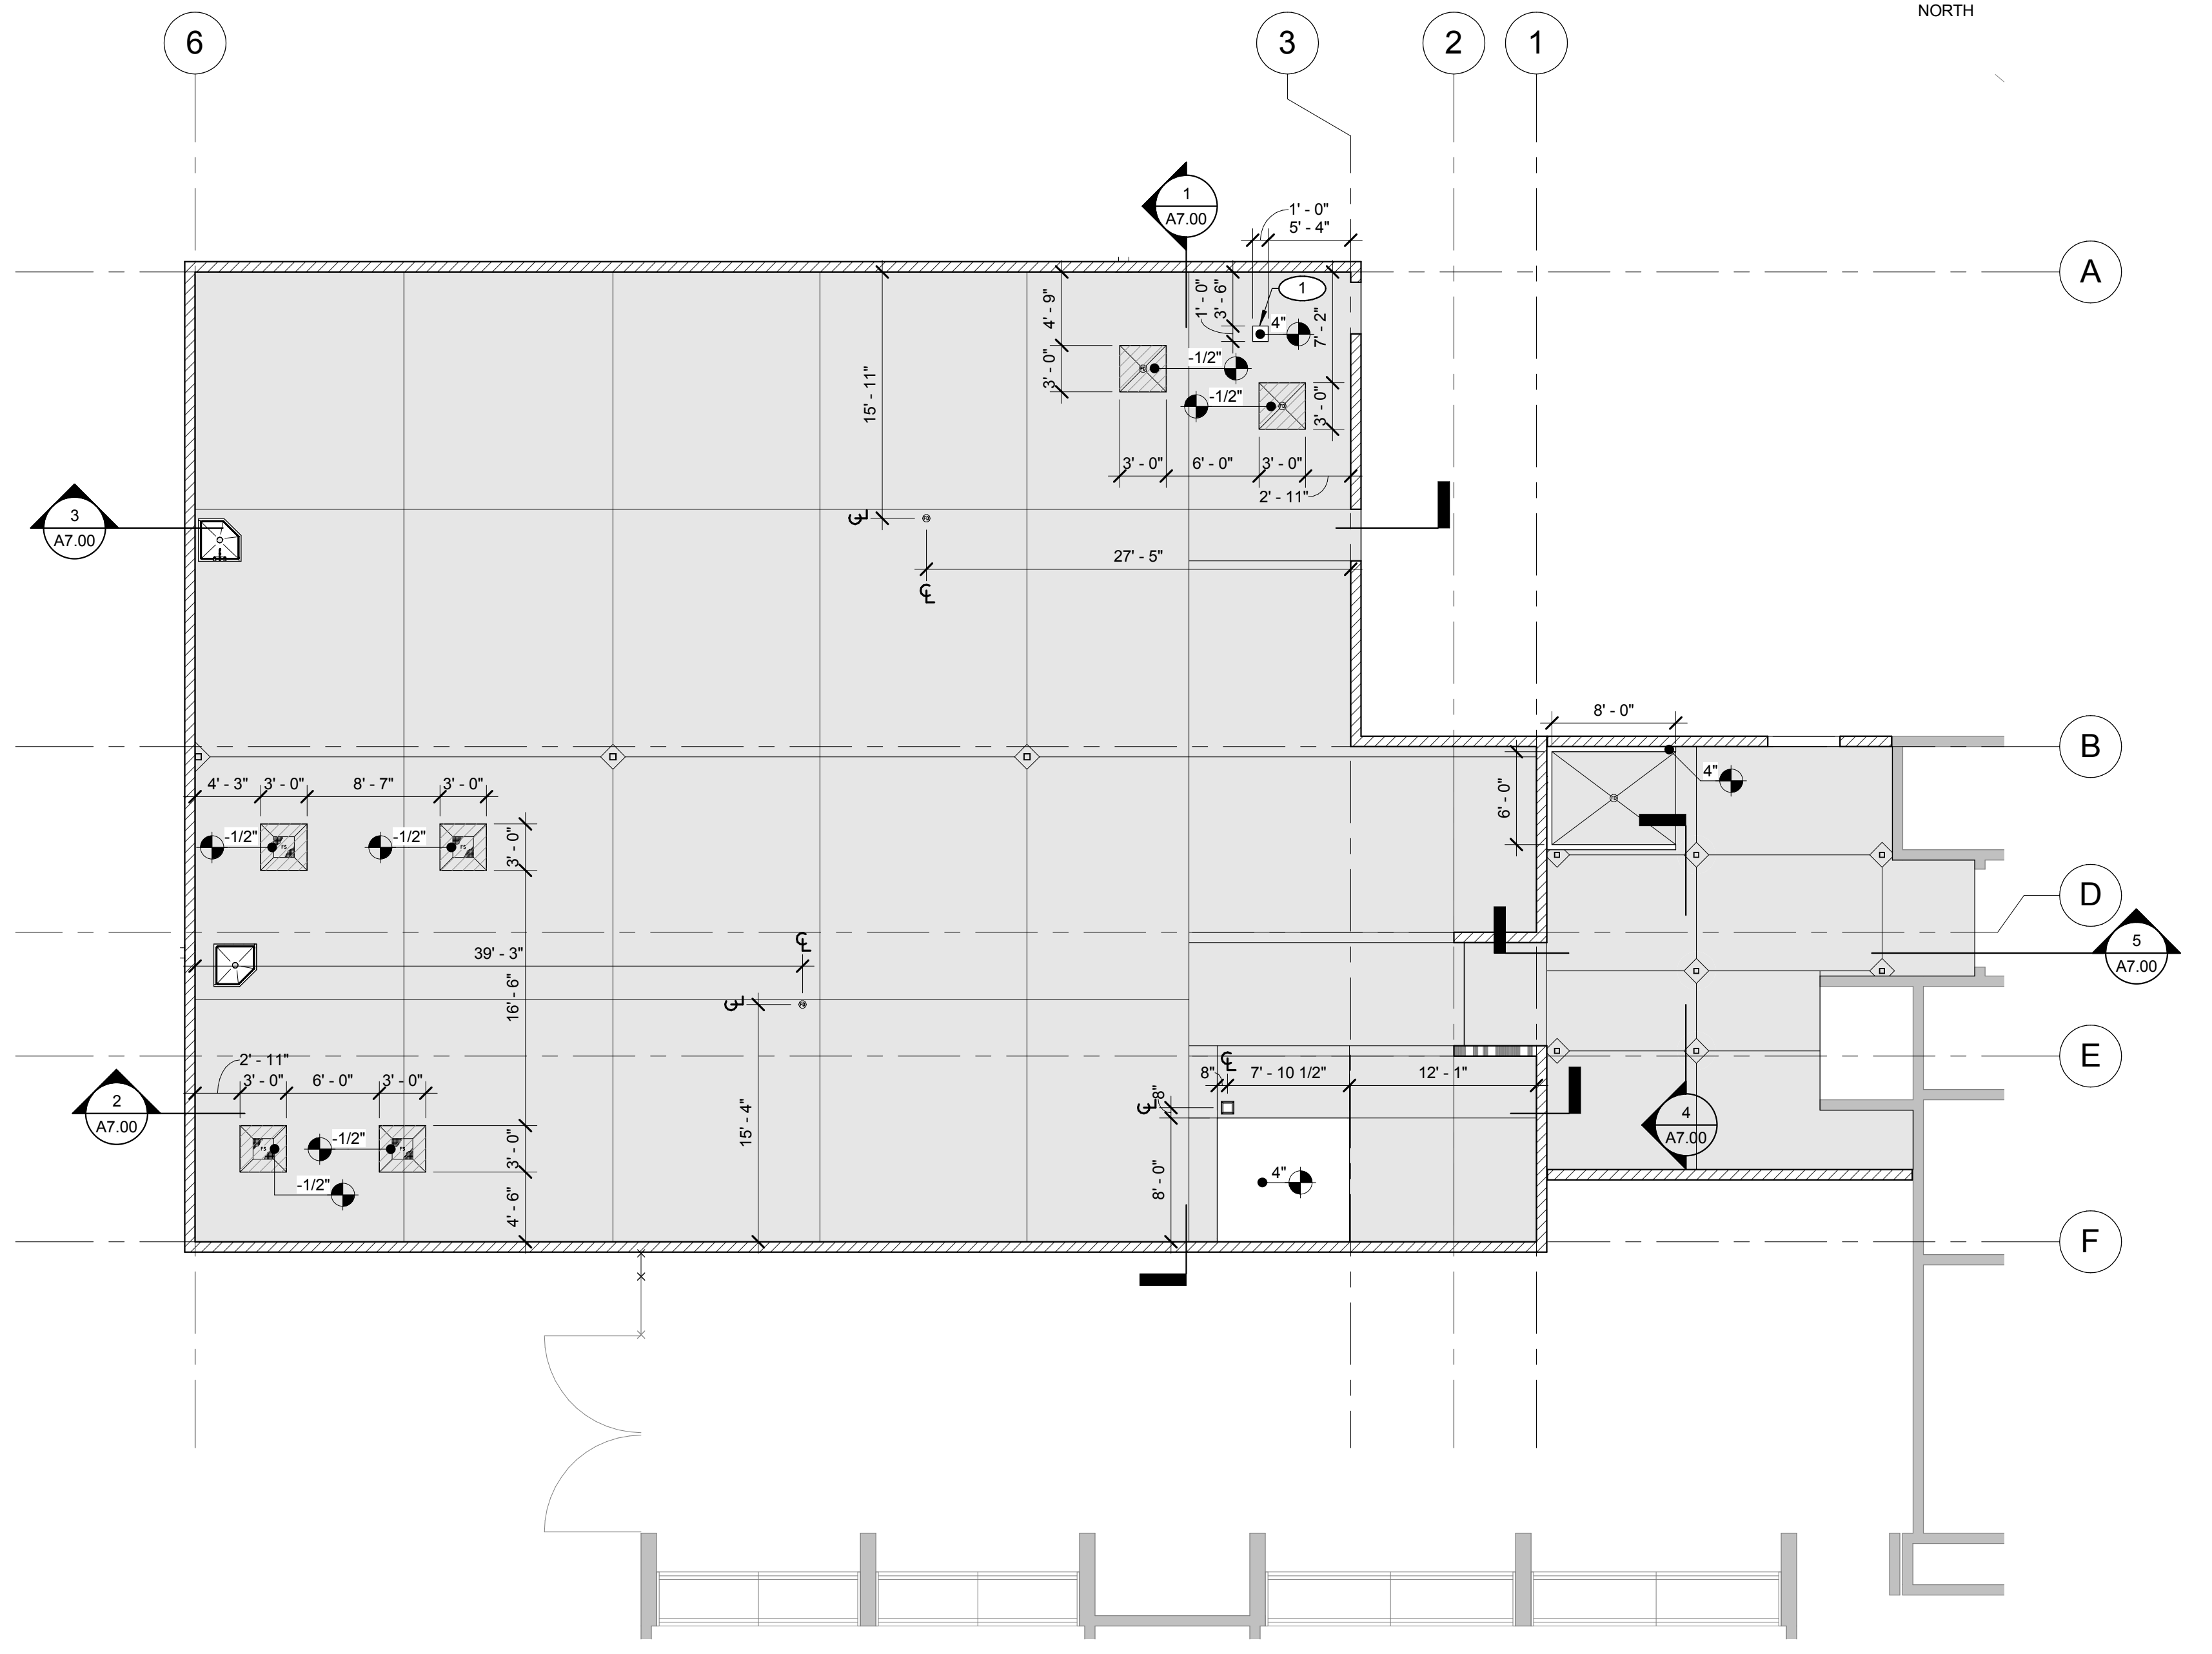 NORTH
6
3
2
1
1
A7.00
1' - 0"
5' - 4"
A
1
1' - 0"
3' - 6"
4' - 9"
4"
7' - 2"
-1/2"
3' - 0"
15' - 11"
-1/2"
3' - 0"
3' - 0"
6' - 0"
3' - 0"
2' - 11"
3
A7.00
27' - 5"
8' - 0"
B
4"
6' - 0"
4' - 3"
3' - 0"
8' - 7"
3' - 0"
-1/2"
FS
-1/2"
FS
3' - 0"
D
39' - 3"
5
A7.00
16' - 6"
2' - 11"
E
3' - 0"
6' - 0"
3' - 0"
8"
7' - 10 1/2"
12' - 1"
8"
2
A7.00
15' - 4"
4
A7.00
FS
-1/2"
FS
3' - 0"
-1/2"
8' - 0"
4"
4' - 6"
F